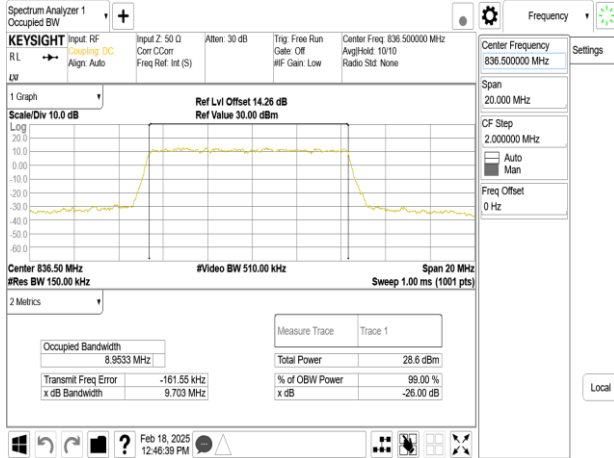 Spectrum Analyzer 1
Occupied BW
Frequency
KEYSIGHT
RL
Input: RF
Coupling: DC
Align: Auto
Input Z: 50 Ω
Corr CCorr
Freq Ref: Int (S)
Atten: 30 dB
Trig: Free Run
Gate: Off
#IF Gain: Low
Center Freq: 836.500000 MHz
Avg|Hold: 10/10
Radio Std: None
Center Frequency
836.500000 MHz
Settings
Span
20.000 MHz
CF Step
2.000000 MHz
Auto
Man
Freq Offset
0 Hz
Local
1 Graph
Scale/Div 10.0 dB
Ref Lvl Offset 14.26 dB
Ref Value 30.00 dBm
Log
20.0
10.0
0.00
-10.0
-20.0
-30.0
-40.0
-50.0
-60.0
Center 836.50 MHz
#Video BW 510.00 kHz
Span 20 MHz
#Res BW 150.00 kHz
Sweep 1.00 ms (1001 pts)
2 Metrics
Measure Trace Trace 1
Occupied Bandwidth
8.9533 MHz
Total Power 28.6 dBm
Transmit Freq Error -161.55 kHz
% of OBW Power 99.00 %
x dB Bandwidth 9.703 MHz
x dB -26.00 dB
?
Feb 18, 2025
12:46:39 PM